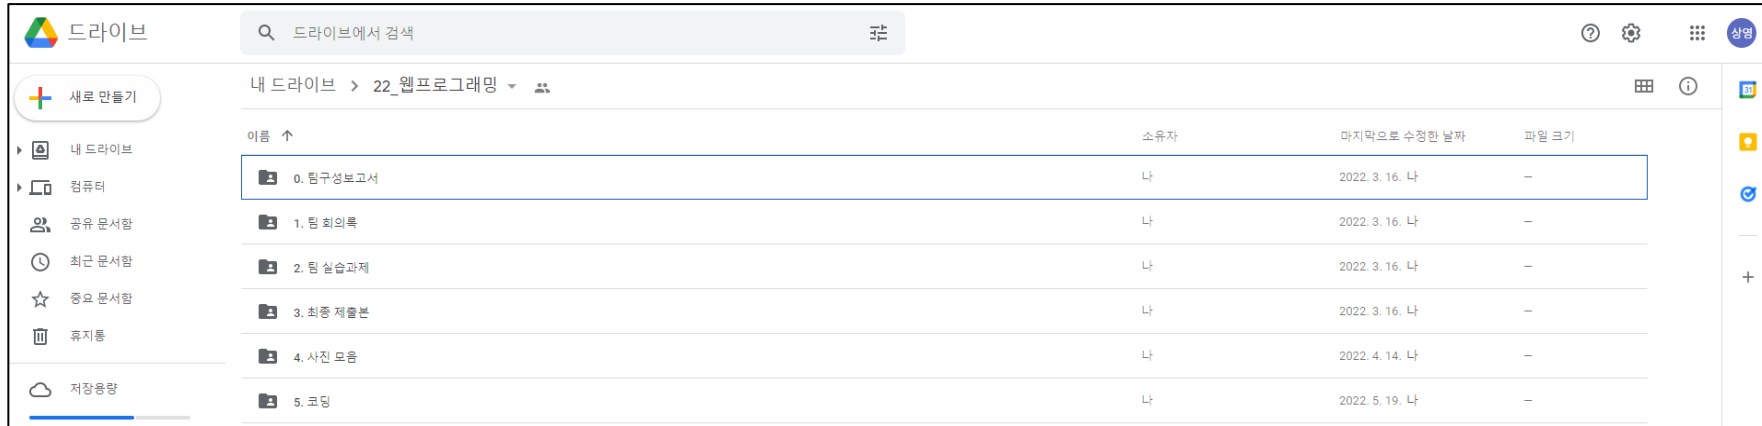 드라이브
드라이브에서 검색
상영
새로 만들기
내 드라이브 > 22_웹프로그래밍
31
내 드라이브
컴퓨터
공유 문서함
최근 문서함
중요 문서함
휴지통
저장용량
이름 소유자 마지막으로 수정한 날짜 파일 크기
0. 팀구성보고서 나 2022. 3. 16. 나 –
1. 팀 회의록 나 2022. 3. 16. 나 –
2. 팀 실습과제 나 2022. 3. 16. 나 –
3. 최종 제출본 나 2022. 3. 16. 나 –
4. 사진 모음 나 2022. 4. 14. 나 –
5. 코딩 나 2022. 5. 19. 나 –